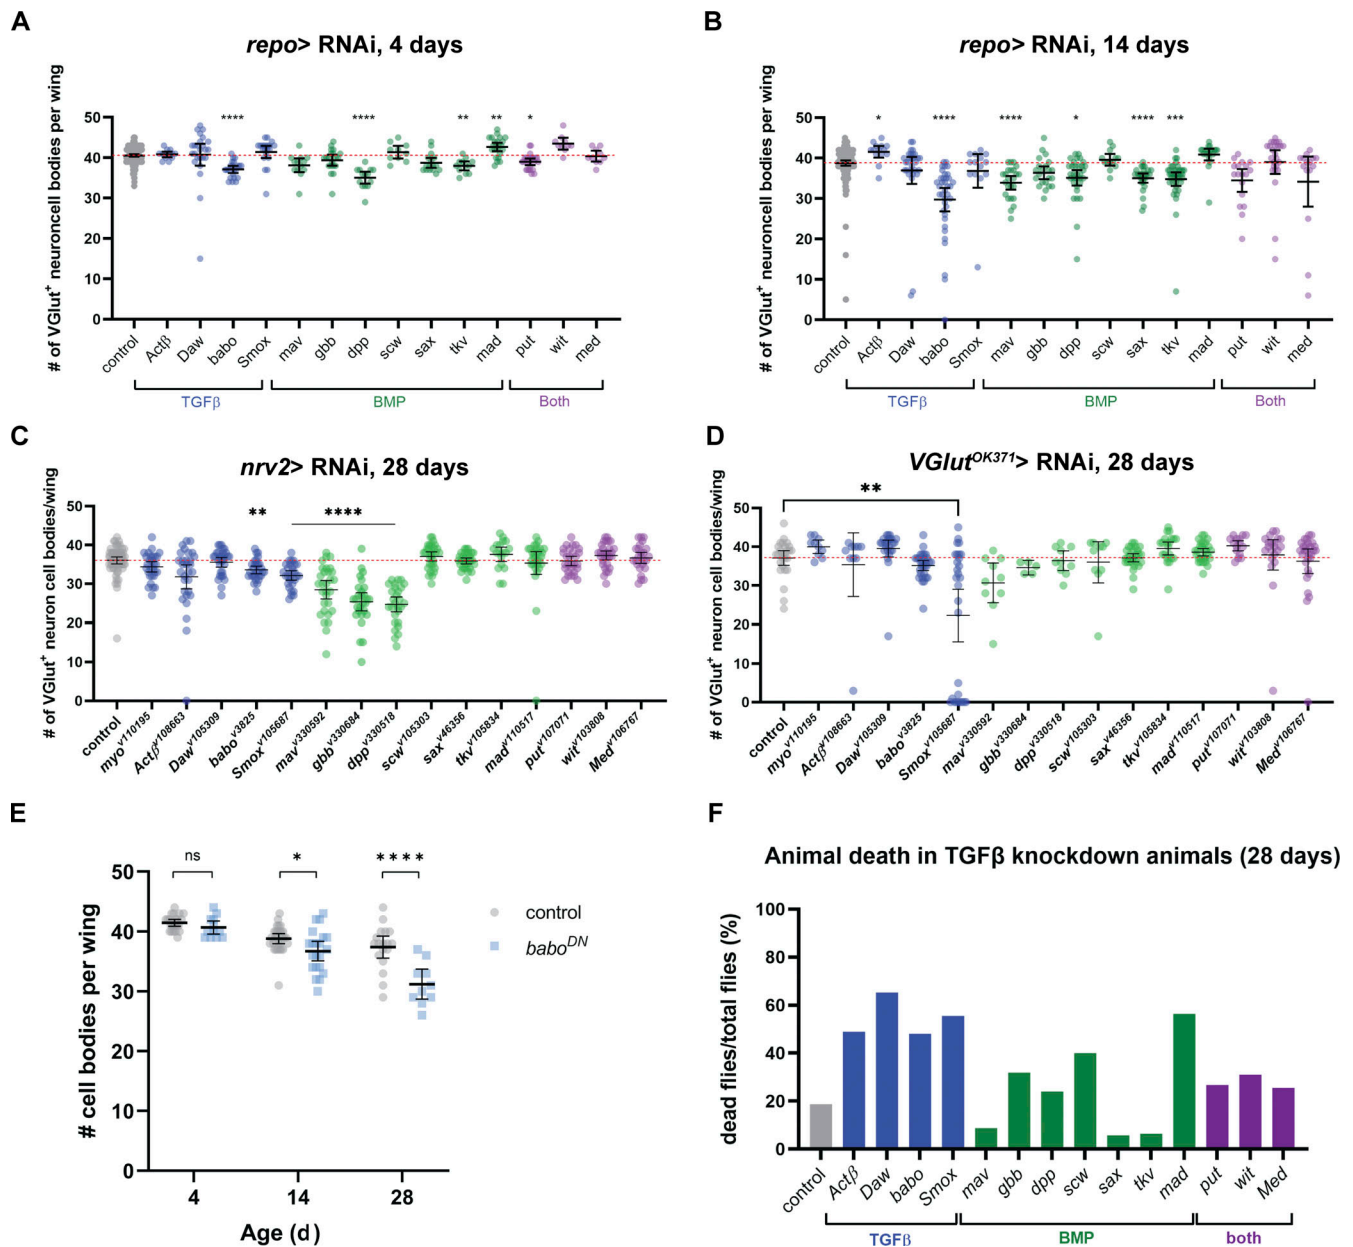 A
repo> RNAi, 4 days
# of VGlut+ neuroncell bodies per wing
50
40
30
20
10
0
**** **** ** ** *
control Actβ Daw babo Smox mav gbb dpp scw sax tkv mad put wit med
TGFβ BMP Both
B
repo> RNAi, 14 days
# of VGlut+ neuroncell bodies per wing
50
40
30
20
10
0
* **** **** * **** ***
control Actβ Daw babo Smox mav gbb dpp scw sax tkv mad put wit med
TGFβ BMP Both
C
nrv2> RNAi, 28 days
# of VGlut+ neuron cell bodies/wing
50
40
30
20
10
0
** ****
control myov110195 Actβv108663 Dawv105309 babov3825 Smoxv105687 mavv330592 gbbv330684 dppv330518 scwv105303 saxv46356 tkvv105834 madv110517 putv107071 witv103808 Medv106767
D
VGlutOK371> RNAi, 28 days
# of VGlut+ neuron cell bodies/wing
50
40
30
20
10
0
**
control myov110195 Actβv108663 Dawv105309 babov3825 Smoxv105687 mavv330592 gbbv330684 dppv330518 scwv105303 saxv46356 tkvv105834 madv110517 putv107071 witv103808 Medv106767
E
# cell bodies per wing
50
40
30
20
10
0
ns * ****
control
baboDN
4 14 28
Age (d)
F
Animal death in TGFβ knockdown animals (28 days)
dead flies/total flies (%)
100
80
60
40
20
0
control Actβ Daw babo Smox mav gbb dpp scw sax tkv mad put wit Med
TGFβ BMP both